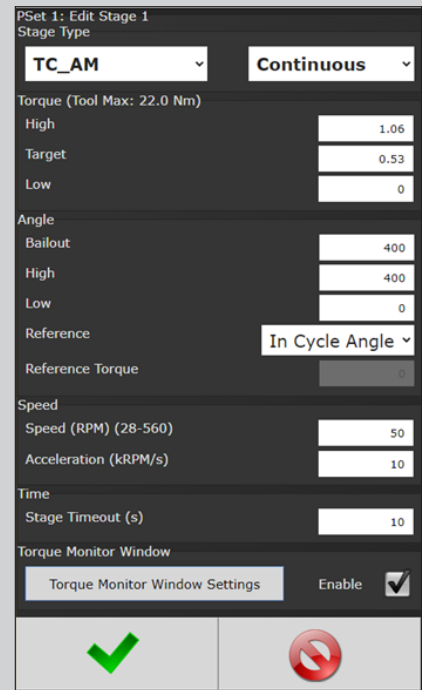 PSet 1: Edit Stage 1
Stage Type
TC_AM Continuous
Torque (Tool Max: 22.0 Nm)
High 1.06
Target 0.53
Low 0
Angle
Bailout 400
High 400
Low 0
Reference In Cycle Angle
Reference Torque 0
Speed
Speed (RPM) (28-560) 50
Acceleration (kRPM/s) 10
Time
Stage Timeout (s) 10
Torque Monitor Window
Torque Monitor Window Settings Enable